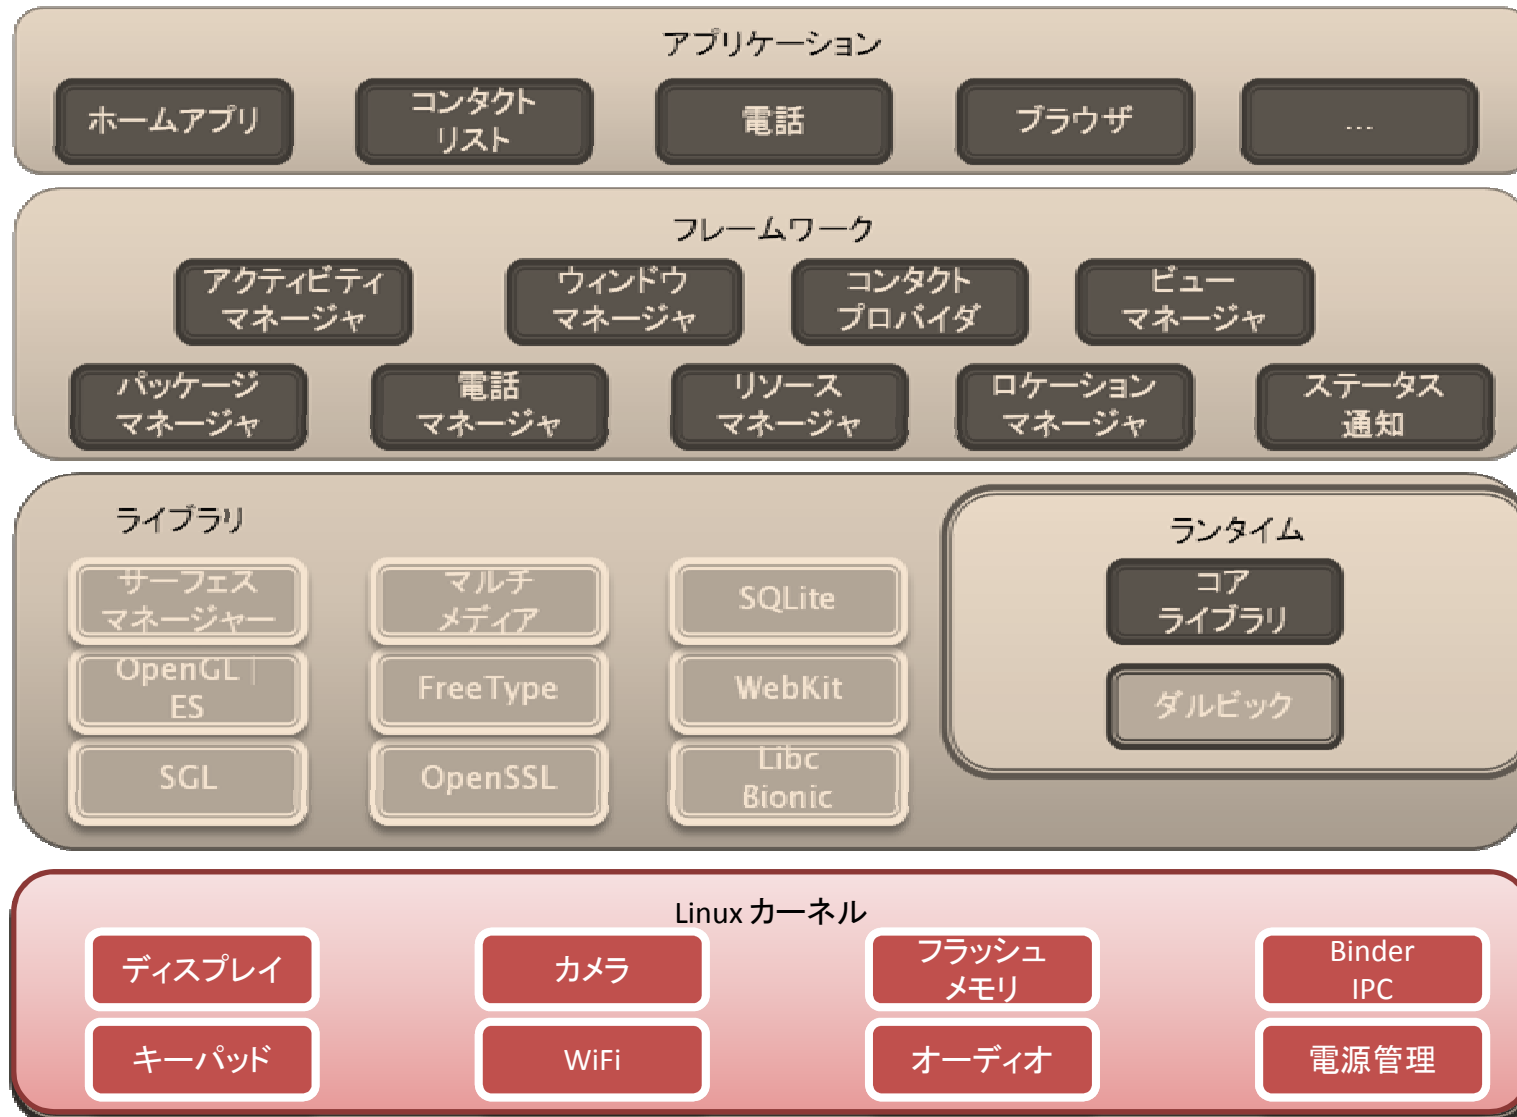 アプリケーション
ホームアプリ
コンタクト
リスト
電話
ブラウザ
...
フレームワーク
アクティビティ
マネージャ
ウィンドウ
マネージャ
コンタクト
プロバイダ
ビュー
マネージャ
パッケージ
マネージャ
電話
マネージャ
リソース
マネージャ
ロケーション
マネージャ
ステータス
通知
ライブラリ
サーフェス
マネージャー
マルチ
メディア
SQLite
OpenGL |
ES
FreeType
WebKit
SGL
OpenSSL
Libc
Bionic
ランタイム
コア
ライブラリ
ダルビック
Linux カーネル
ディスプレイ
カメラ
フラッシュ
メモリ
Binder
IPC
キーパッド
WiFi
オーディオ
電源管理